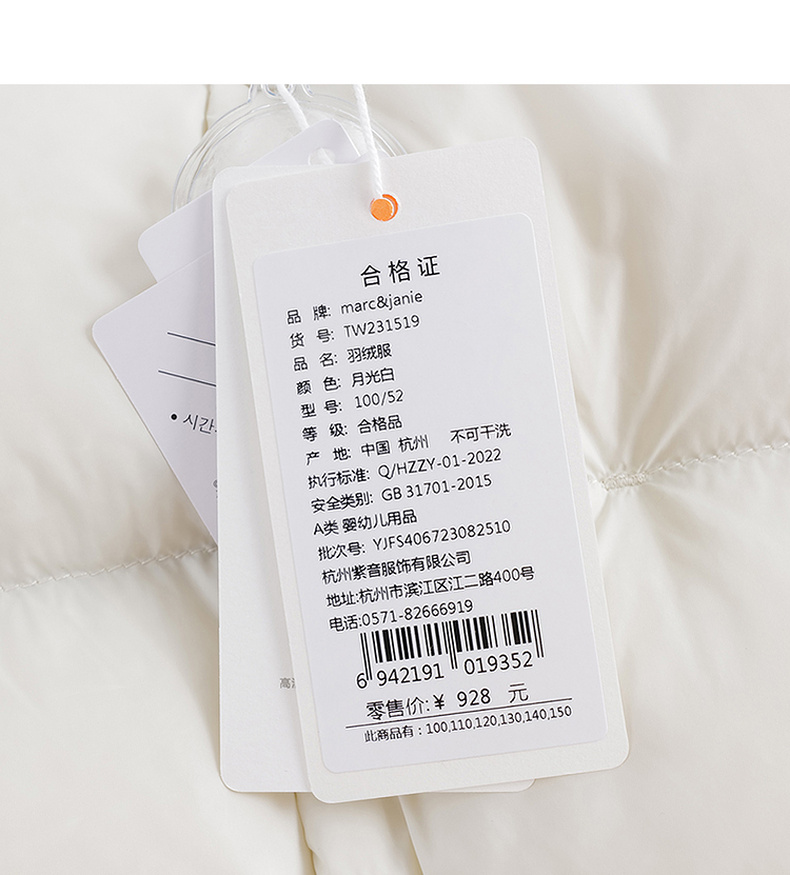 合格证
品 牌: marc&janie
货 号: TW231519
品 名: 羽绒服
颜 色: 月光白
型 号: 100/52
等 级: 合格品
产 地: 中国 杭州 不可干洗
执行标准: Q/HZZY-01-2022
安全类别: GB 31701-2015
A类 婴幼儿用品
批次号: YJFS406723082510
杭州紫音服饰有限公司
地址:杭州市滨江区江二路400号
电话:0571-82666919
6 942191 019352
零售价:¥ 928 元
此商品有：100,110,120,130,140,150
• 시간